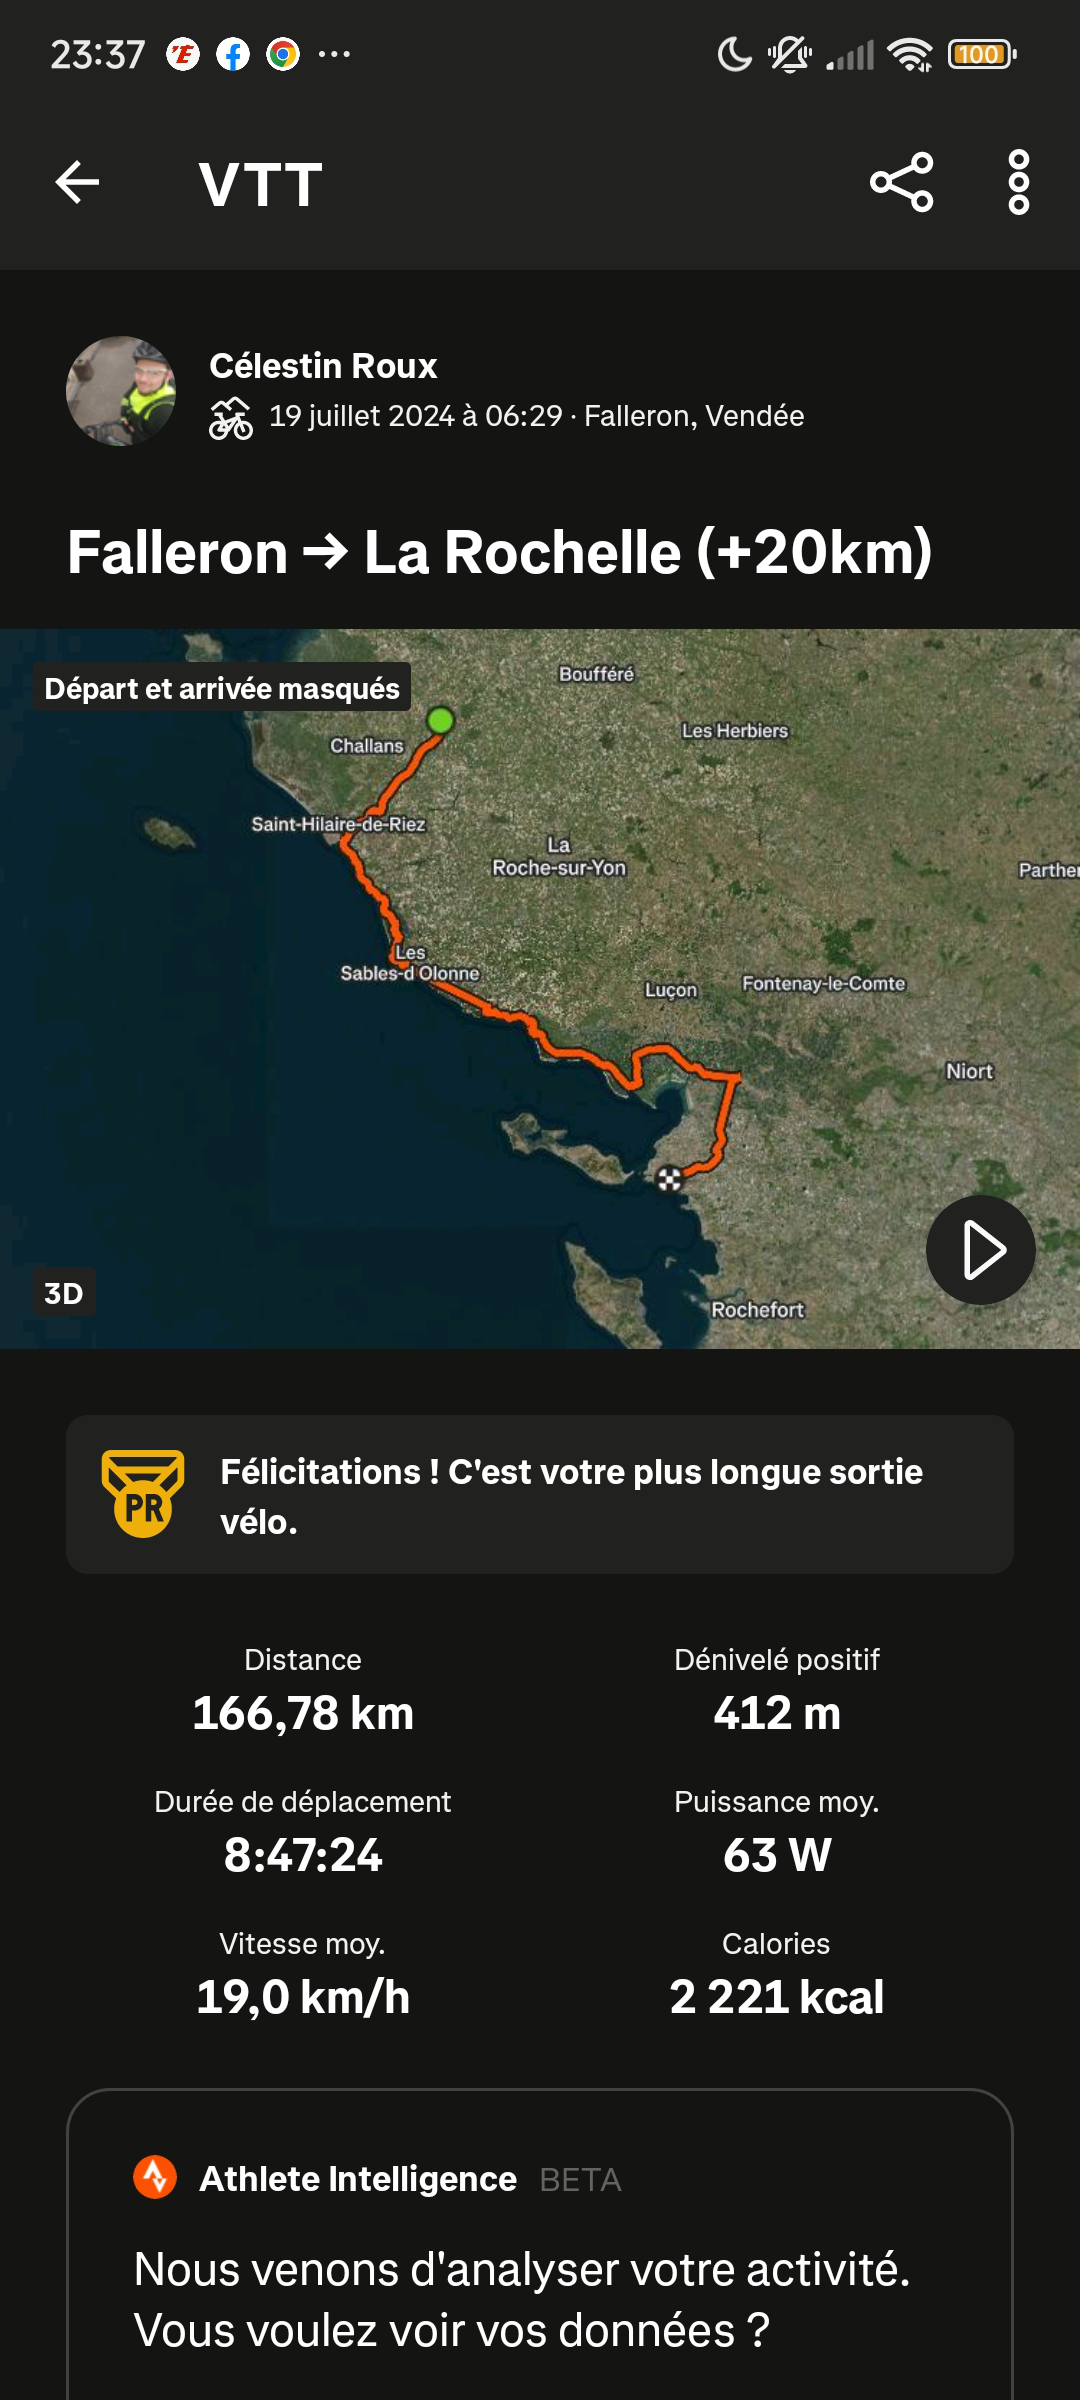 23:37
100
VTT
Célestin Roux
19 juillet 2024 à 06:29 · Falleron, Vendée
Falleron → La Rochelle (+20km)
Départ et arrivée masqués
Boufféré
Les Herbiers
Challans
Saint-Hilaire-de-Riez
La
Roche-sur-Yon
Parthen
Les
Sables-d Olonne
Luçon
Fontenay-le-Comte
Niort
3D
Rochefort
PR
Félicitations ! C'est votre plus longue sortie
vélo.
Distance
Dénivelé positif
166,78 km
412 m
Durée de déplacement
Puissance moy.
8:47:24
63 W
Vitesse moy.
Calories
19,0 km/h
2 221 kcal
Athlete Intelligence BETA
Nous venons d'analyser votre activité.
Vous voulez voir vos données ?